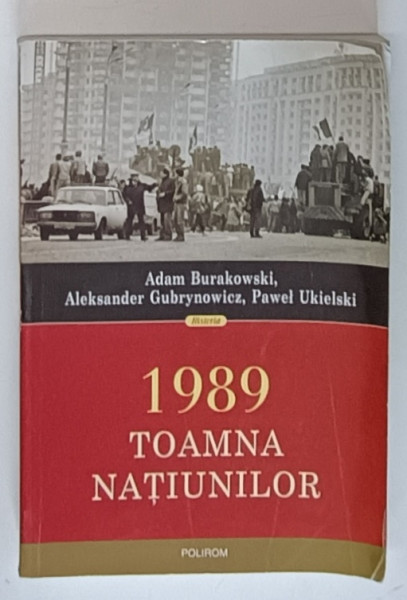 Adam Burakowski,
Aleksander Gubrynowicz, Paweł Ukielski
Historia
1989
TOAMNA
NAȚIUNILOR
POLIROM